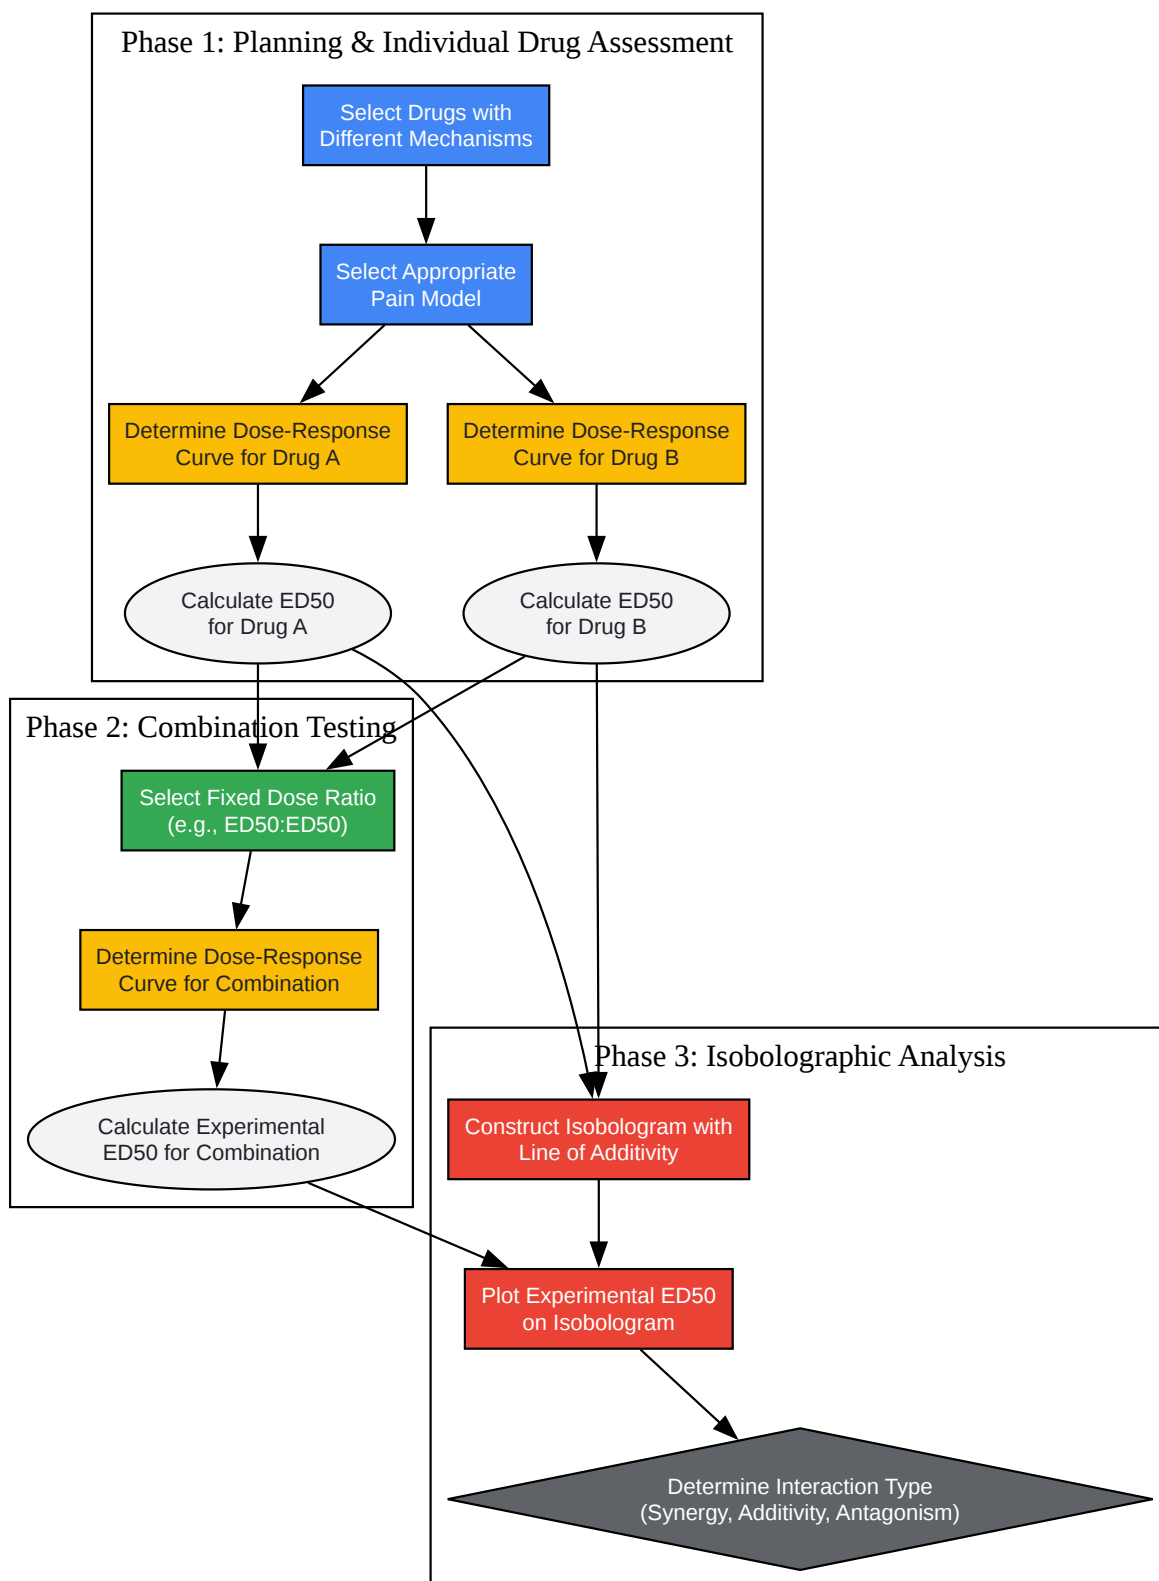 Phase 1: Planning & Individual Drug Assessment
Select Drugs with
Different Mechanisms
Select Appropriate
Pain Model
Determine Dose-Response
Curve for Drug A
Determine Dose-Response
Curve for Drug B
Calculate ED50
for Drug A
Calculate ED50
for Drug B
Phase 2: Combination Testing
Select Fixed Dose Ratio
(e.g., ED50:ED50)
Determine Dose-Response
Curve for Combination
Calculate Experimental
ED50 for Combination
Phase 3: Isobolographic Analysis
Construct Isobologram with
Line of Additivity
Plot Experimental ED50
on Isobologram
Determine Interaction Type
(Synergy, Additivity, Antagonism)